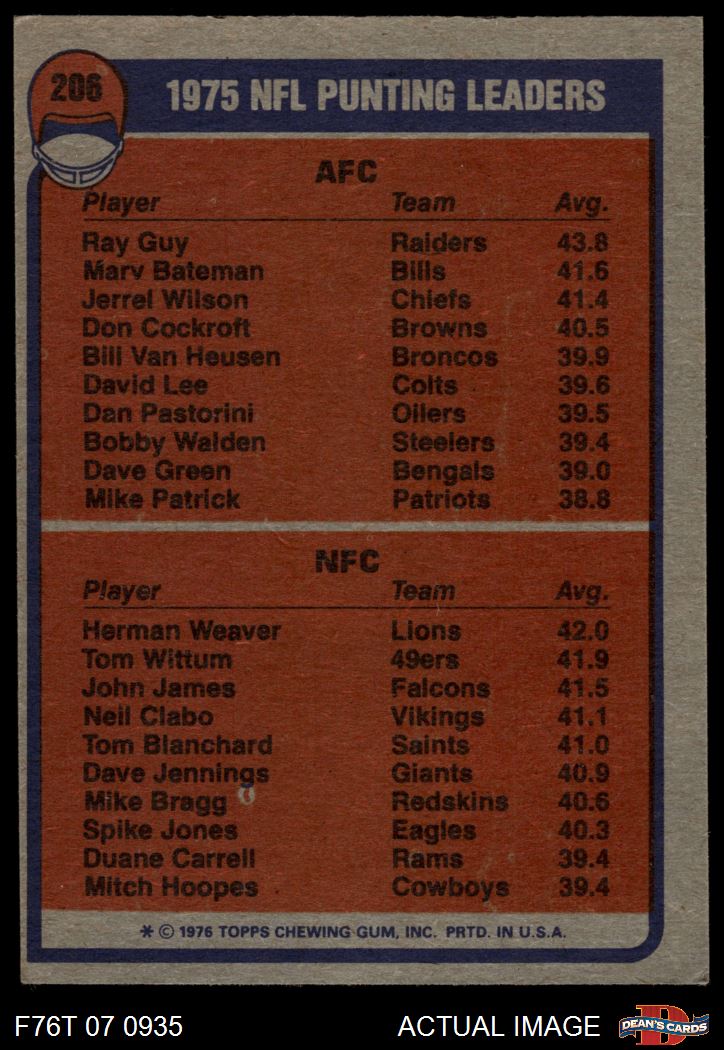 206
1975 NFL PUNTING LEADERS
AFC
Player Team Avg.
Ray Guy Raiders 43.8
Marv Bateman Bills 41.6
Jerrel Wilson Chiefs 41.4
Don Cockroft Browns 40.5
Bill Van Heusen Broncos 39.9
David Lee Colts 39.6
Dan Pastorini Oilers 39.5
Bobby Walden Steelers 39.4
Dave Green Bengals 39.0
Mike Patrick Patriots 38.8
NFC
Player Team Avg.
Herman Weaver Lions 42.0
Tom Wittum 49ers 41.9
John James Falcons 41.5
Neil Clabo Vikings 41.1
Tom Blanchard Saints 41.0
Dave Jennings Giants 40.9
Mike Bragg Redskins 40.6
Spike Jones Eagles 40.3
Duane Carrell Rams 39.4
Mitch Hoopes Cowboys 39.4
* © 1976 TOPPS CHEWING GUM, INC. PRTD. IN U.S.A.
F76T 07 0935 ACTUAL IMAGE D DEAN'S CARDS